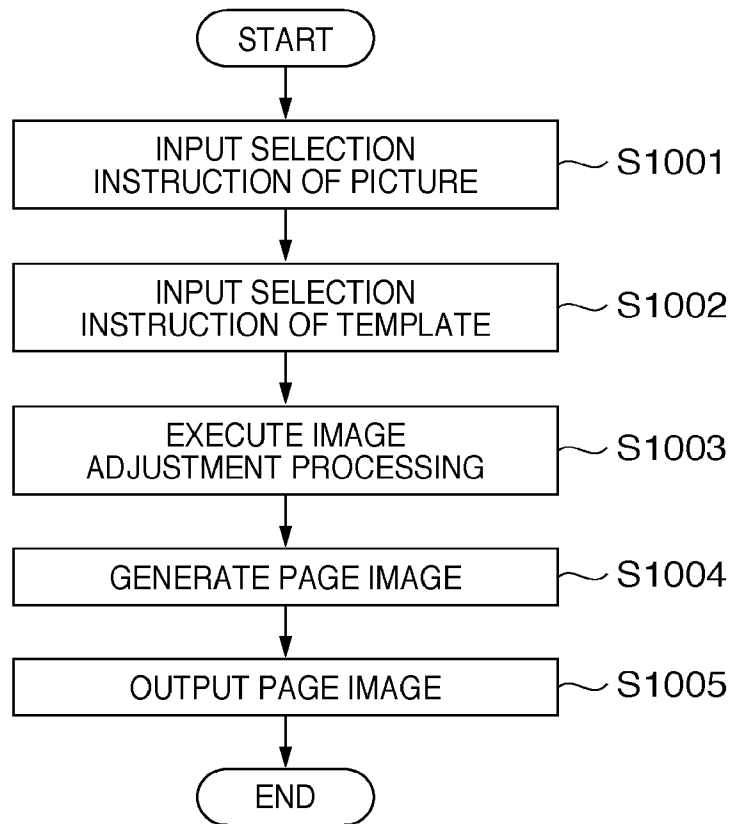 START
INPUT SELECTION
INSTRUCTION OF PICTURE
S1001
INPUT SELECTION
INSTRUCTION OF TEMPLATE
S1002
EXECUTE IMAGE
ADJUSTMENT PROCESSING
S1003
GENERATE PAGE IMAGE
S1004
OUTPUT PAGE IMAGE
S1005
END